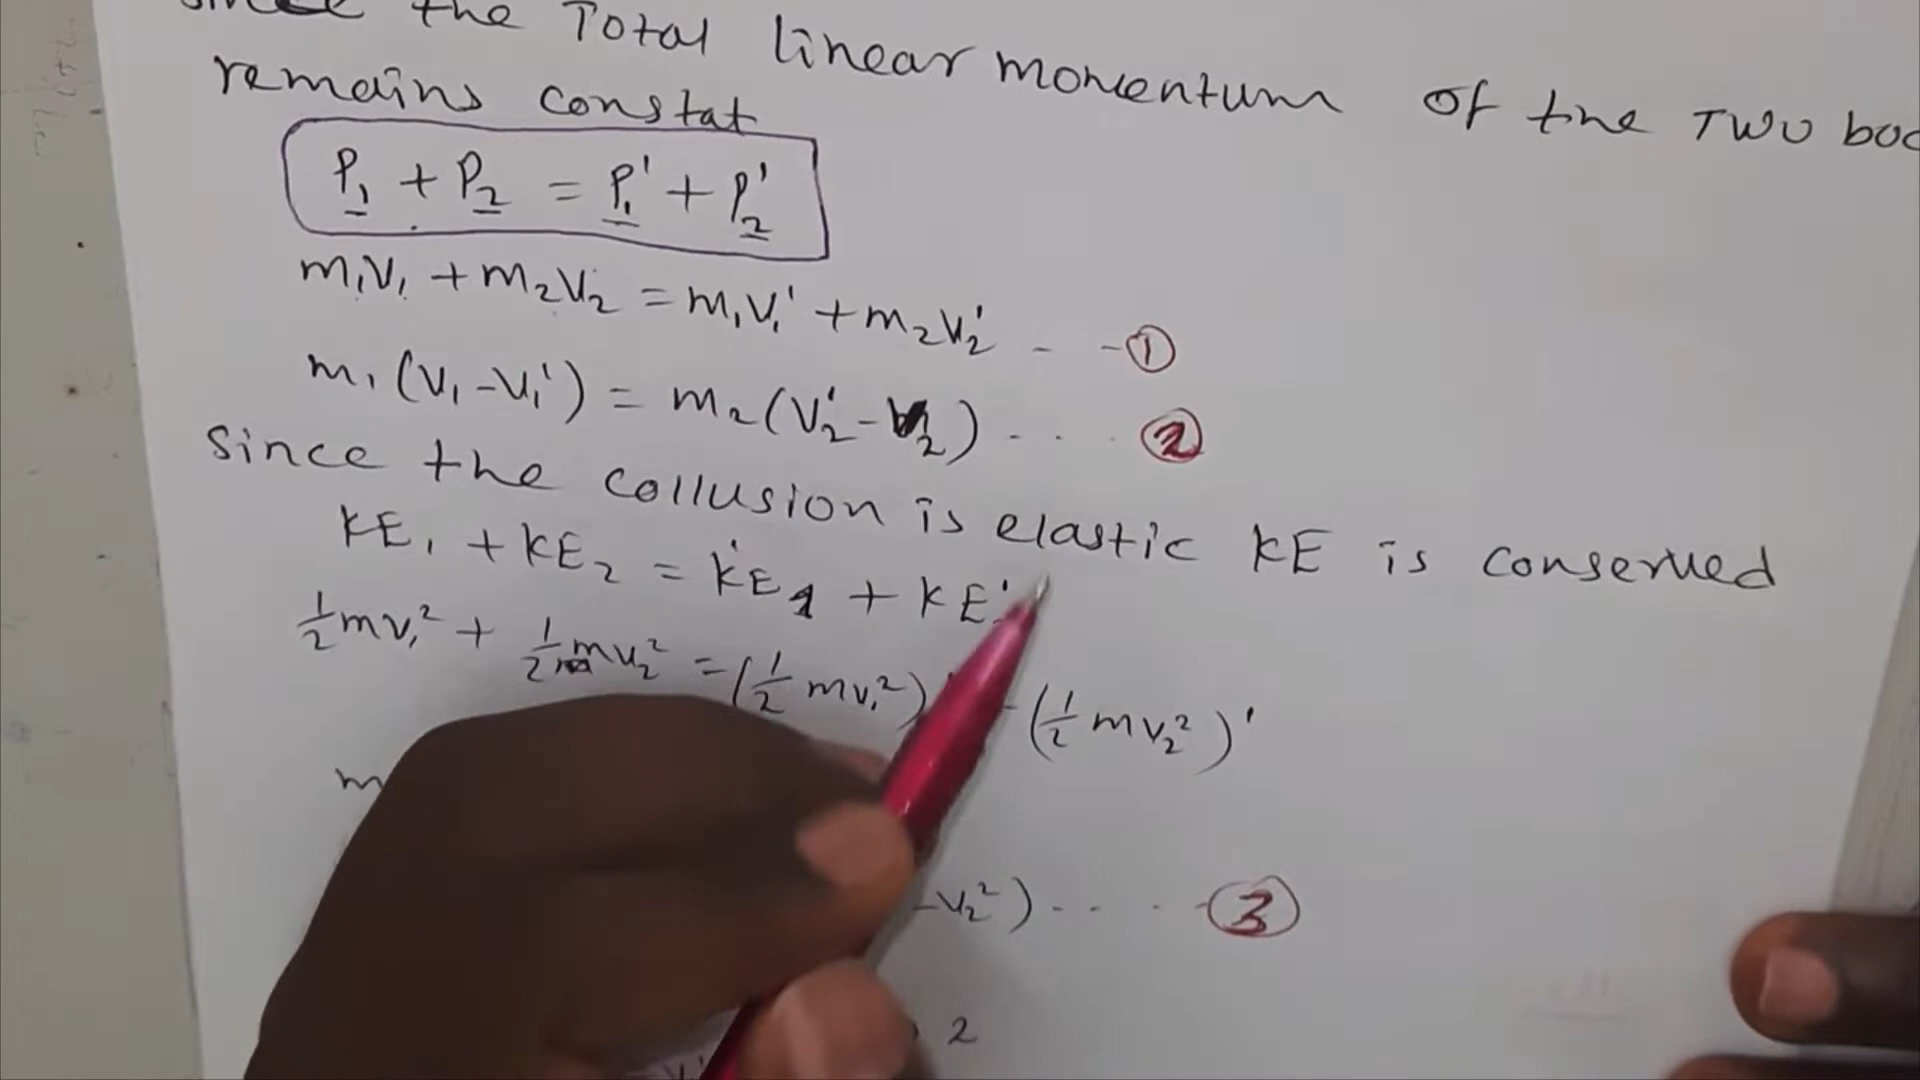 the Total linear momentum of the Two
remains constat
P₁ + P₂ = P₁' + P₂'
m₁v₁ + m₂v₂ = m₁v₁' + m₂v₂' - - ①
m₁(v₁ - v₁') = m₂(v₂' - v₂) . . . ②
since the collusion is elastic KE is conserved
KE₁ + KE₂ = K'E₁ + KE'
½mv₁² + ½mv₂² = (½mv₁²) (½mv₂²)'
m
-v₂²) . . . . ③
2